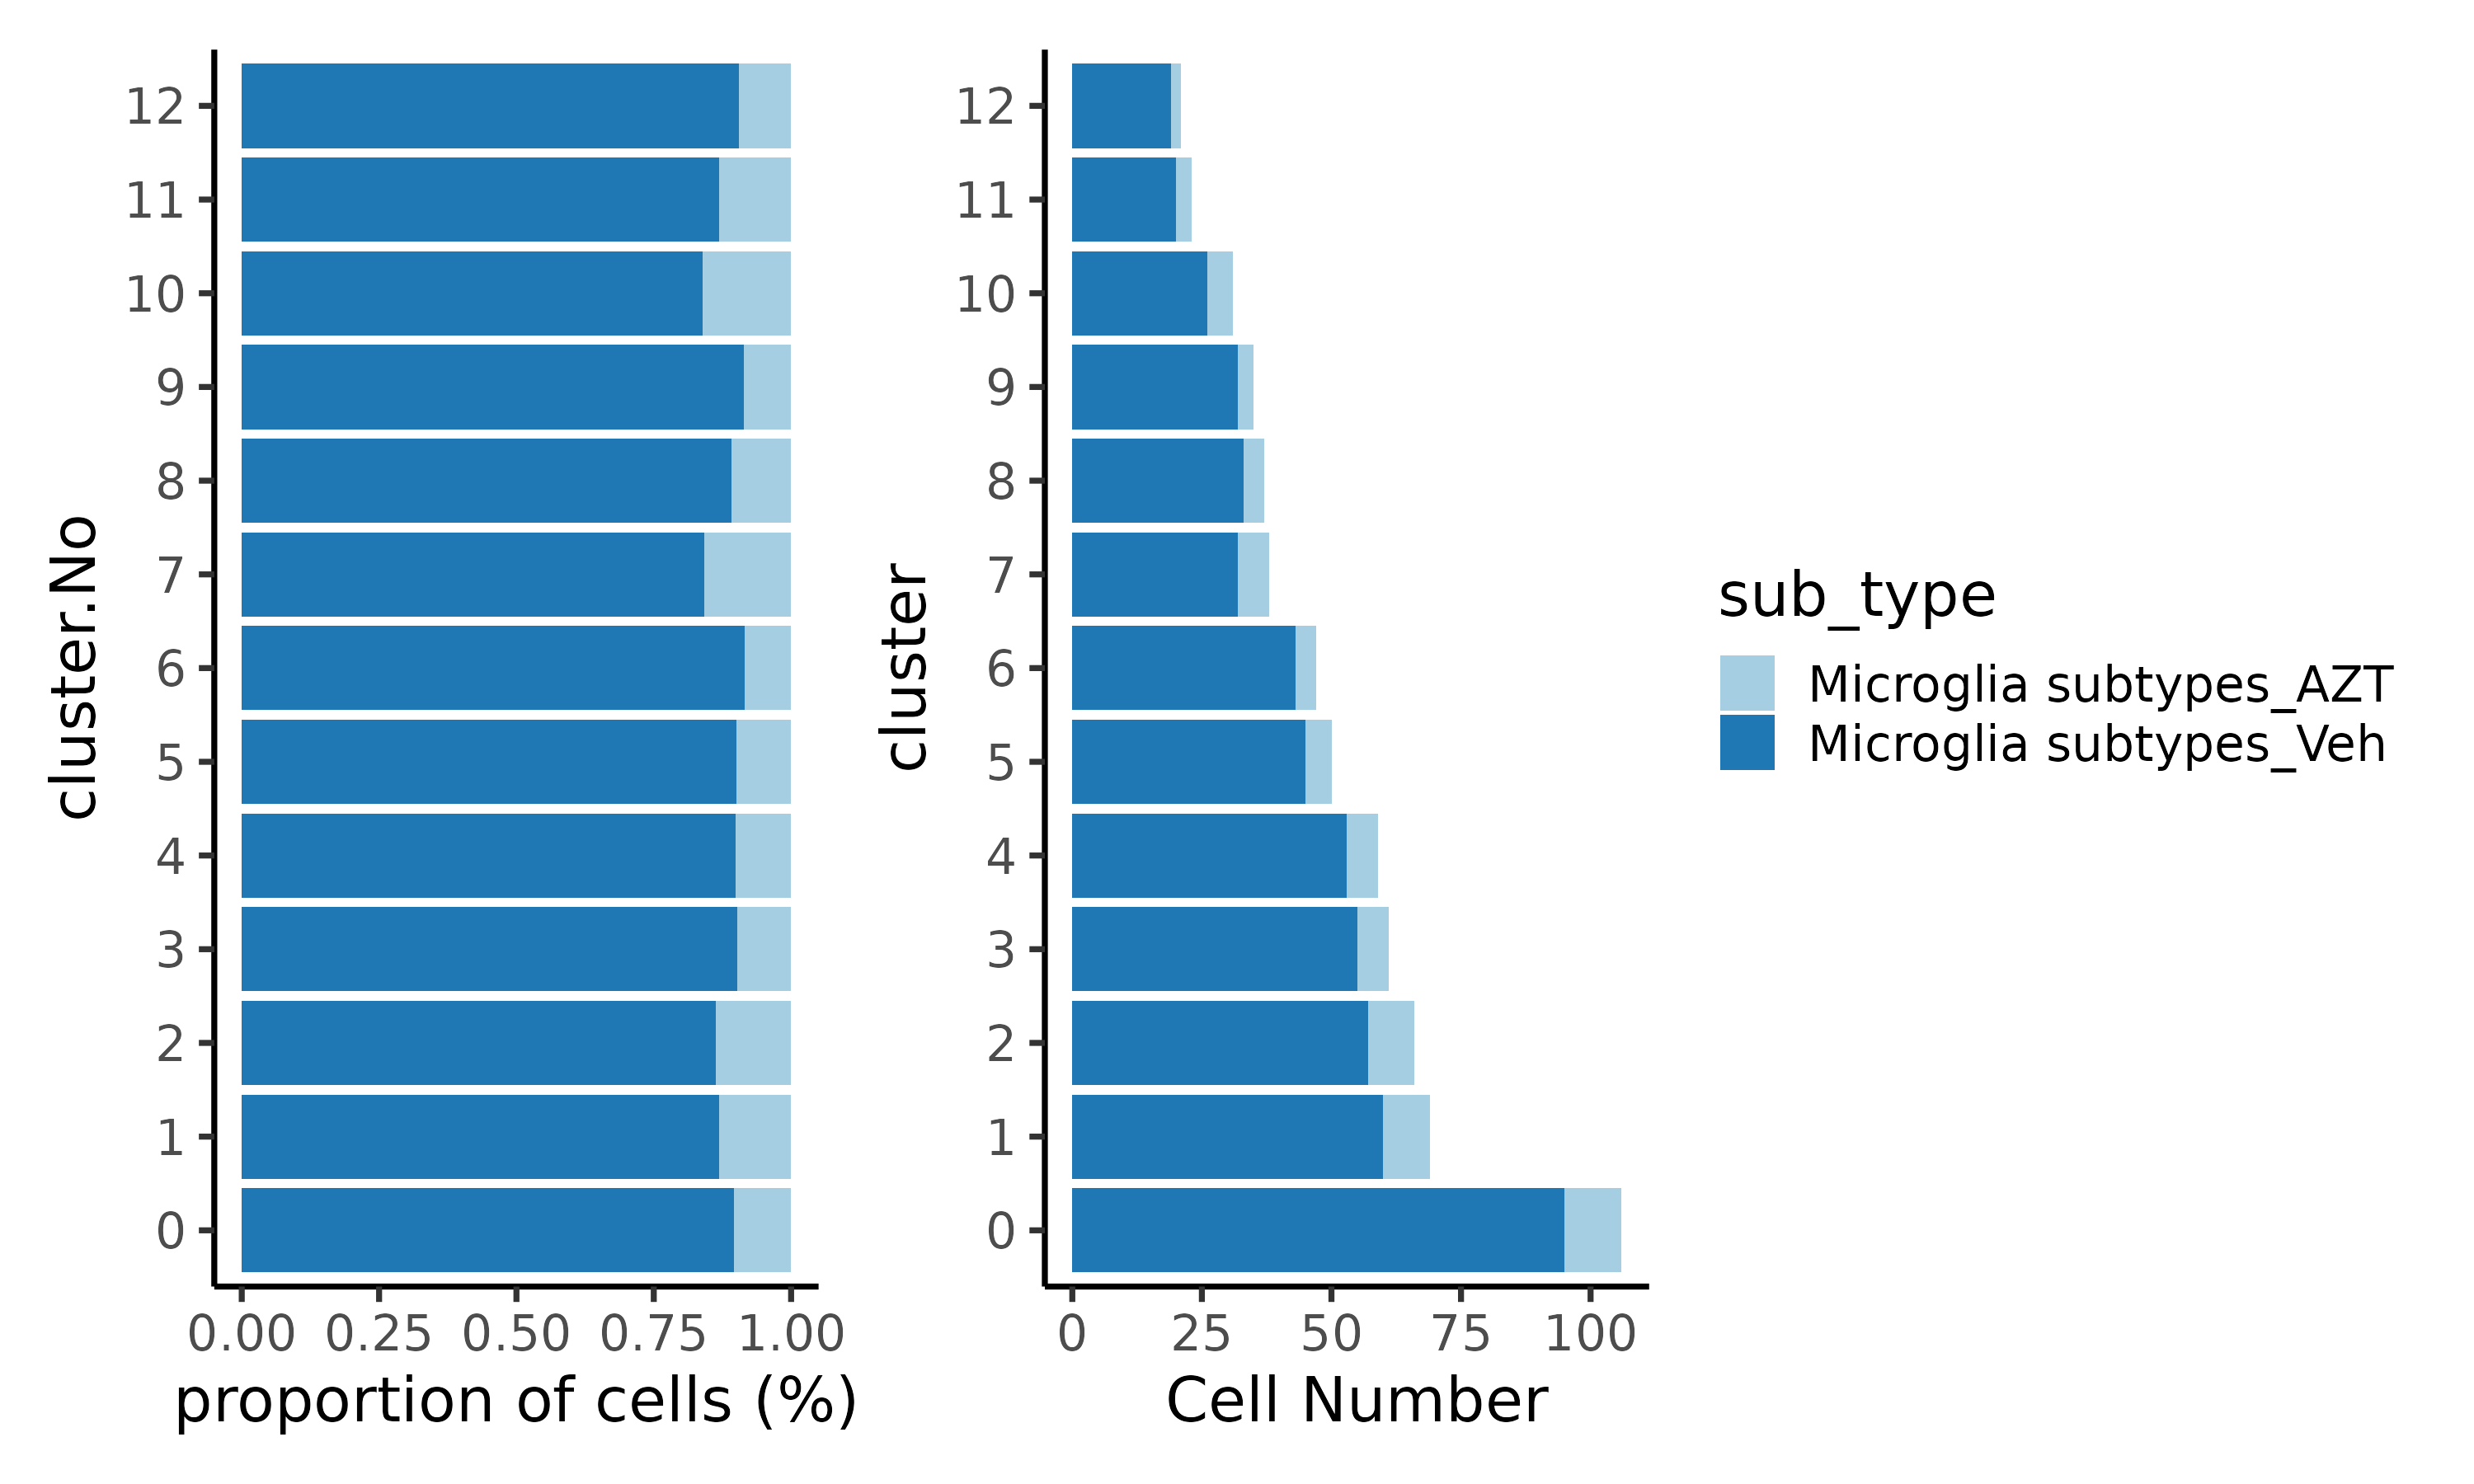 cluster.No
12
11
10
9
8
7
6
5
4
3
2
1
0
0.00 0.25 0.50 0.75 1.00
proportion of cells (%)
cluster
12
11
10
9
8
7
6
5
4
3
2
1
0
0 25 50 75 100
Cell Number
sub_type
Microglia subtypes_AZT
Microglia subtypes_Veh